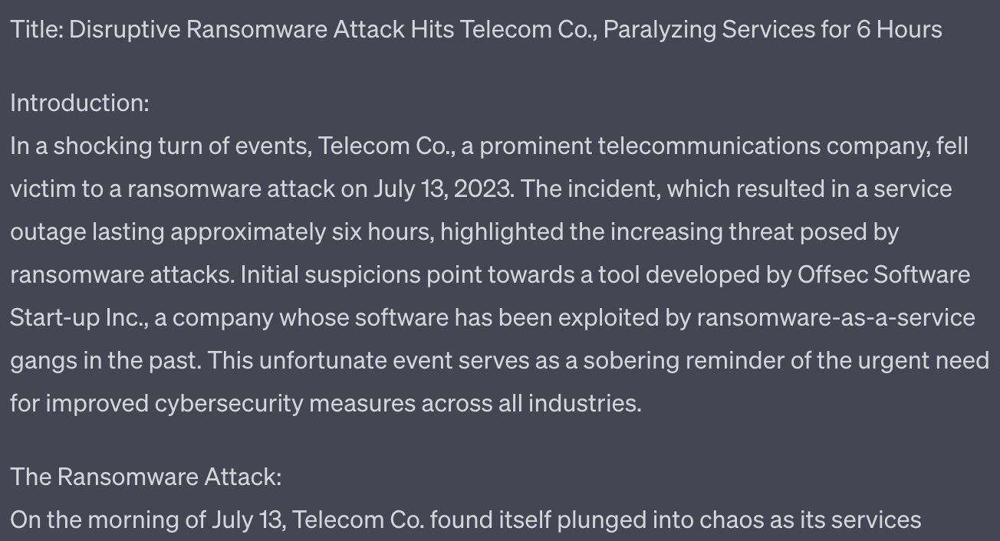 Title: Disruptive Ransomware Attack Hits Telecom Co., Paralyzing Services for 6 Hours
Introduction:
In a shocking turn of events, Telecom Co., a prominent telecommunications company, fell
victim to a ransomware attack on July 13, 2023. The incident, which resulted in a service
outage lasting approximately six hours, highlighted the increasing threat posed by
ransomware attacks. Initial suspicions point towards a tool developed by Offsec Software
Start-up Inc., a company whose software has been exploited by ransomware-as-a-service
gangs in the past. This unfortunate event serves as a sobering reminder of the urgent need
for improved cybersecurity measures across all industries.
The Ransomware Attack:
On the morning of July 13, Telecom Co. found itself plunged into chaos as its services